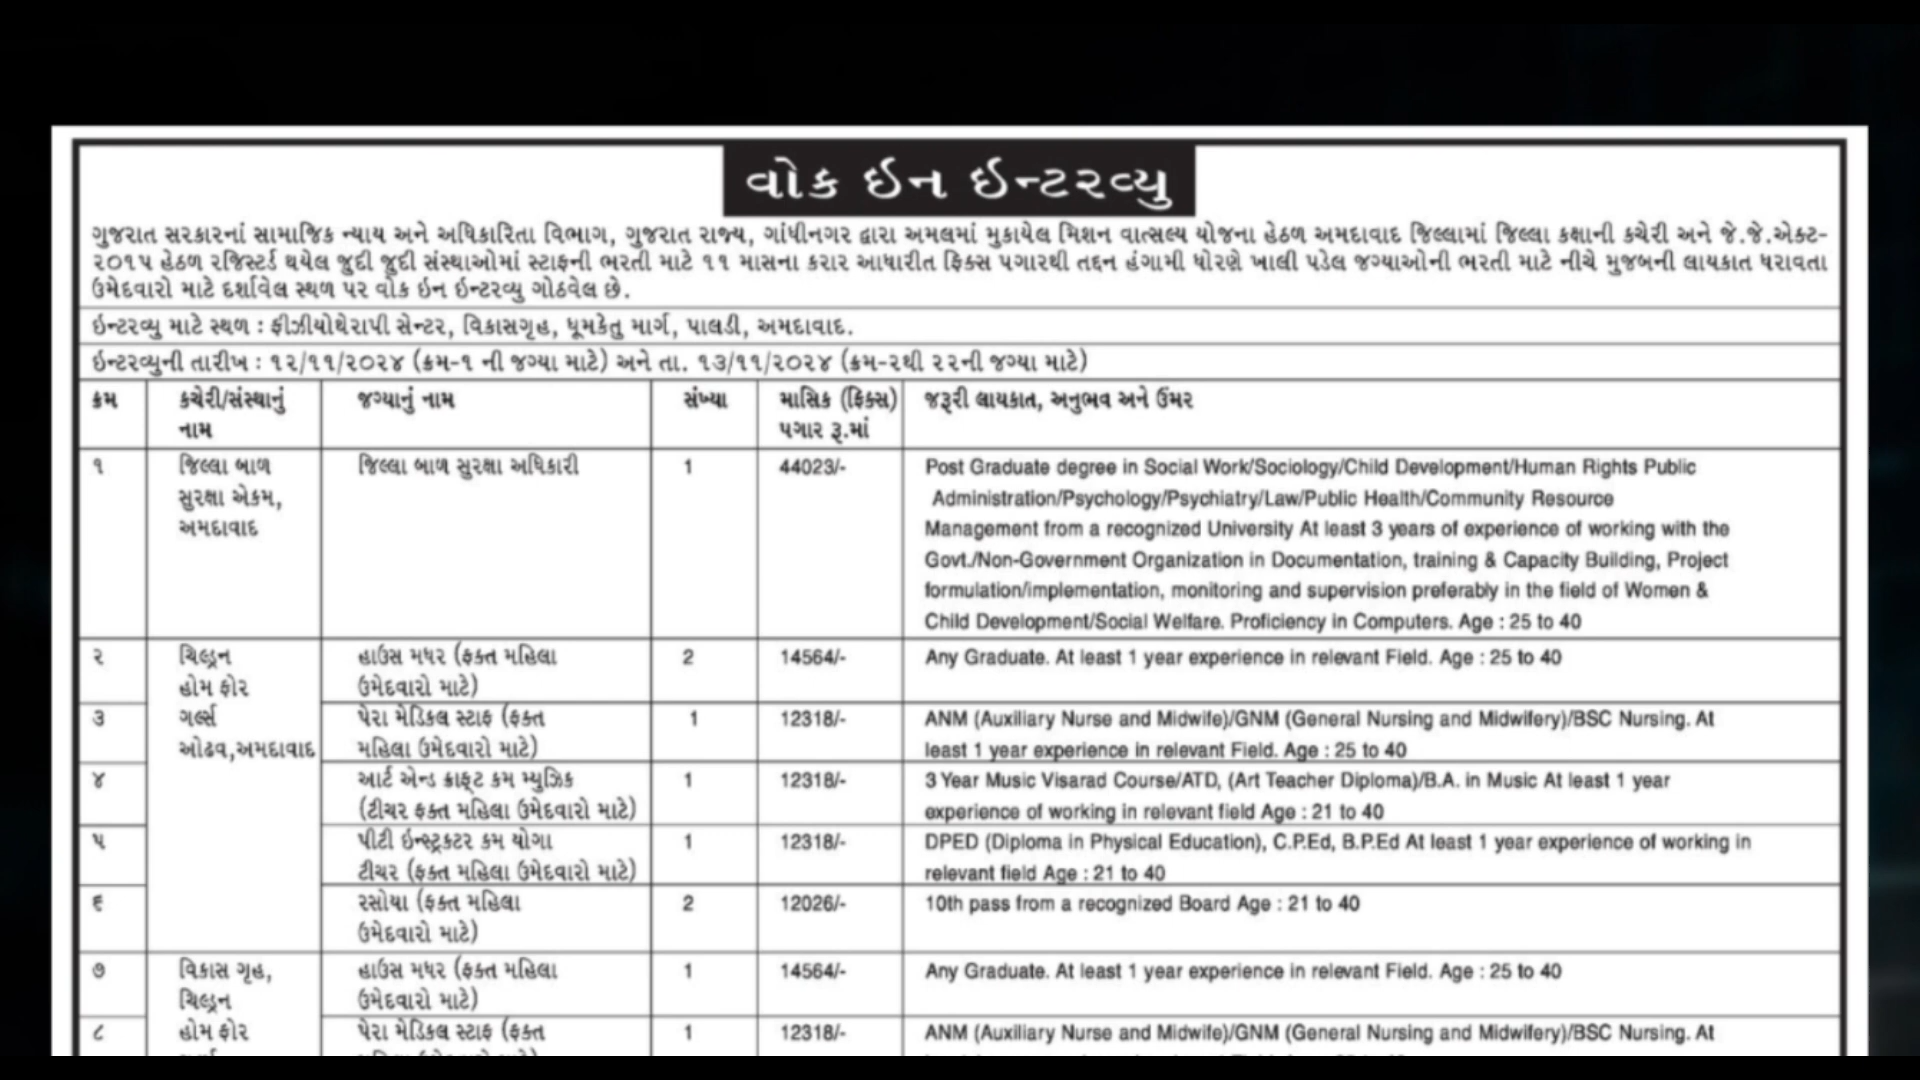 વોક ઇન ઇન્ટરવ્યુ
ગુજરાત સરકારનાં સામાજિક ન્યાય અને અધિકારિતા વિભાગ, ગુજરાત રાજ્ય, ગાંધીનગર દ્વારા અમલમાં મુકાયેલ મિશન વાત્સલ્ય યોજના હેઠળ અમદાવાદ જિલ્લામાં જિલ્લા કક્ષાની કચેરી અને જે.જે.એક્ટ-
૨૦૧૫ હેઠળ રજિસ્ટર્ડ થયેલ જુદી જુદી સંસ્થાઓમાં સ્ટાફની ભરતી માટે ૧૧ માસના કરાર આધારીત ફિક્સ પગારથી તદ્દન હંગામી ધોરણે ખાલી પડેલ જગ્યાઓની ભરતી માટે નીચે મુજબની લાયકાત ધરાવતા
ઉમેદવારો માટે દર્શાવેલ સ્થળ પર વોક ઇન ઇન્ટરવ્યુ ગોઠવેલ છે.
ઇન્ટરવ્યુ માટે સ્થળ : ફીઝીયોથેરાપી સેન્ટર, વિકાસગૃહ, ધૂમકેતુ માર્ગ, પાલડી, અમદાવાદ.
ઇન્ટરવ્યુની તારીખ : ૧૨/૧૧/૨૦૨૪ (ક્રમ-૧ ની જગ્યા માટે) અને તા. ૧૩/૧૧/૨૦૨૪ (ક્રમ-૨થી ૨૨ની જગ્યા માટે)
ક્રમ કચેરી/સંસ્થાનું જગ્યાનું નામ સંખ્યા માસિક (ફિક્સ) જરૂરી લાયકાત, અનુભવ અને ઉંમર
નામ પગાર રૂ.માં
૧ જિલ્લા બાળ જિલ્લા બાળ સુરક્ષા અધિકારી 1 44023/- Post Graduate degree in Social Work/Sociology/Child Development/Human Rights Public
સુરક્ષા એકમ, Administration/Psychology/Psychiatry/Law/Public Health/Community Resource
અમદાવાદ Management from a recognized University At least 3 years of experience of working with the
Govt./Non-Government Organization in Documentation, training & Capacity Building, Project
formulation/implementation, monitoring and supervision preferably in the field of Women &
Child Development/Social Welfare. Proficiency in Computers. Age : 25 to 40
૨ ચિલ્ડ્રન હાઉસ મધર (ફક્ત મહિલા 2 14564/- Any Graduate. At least 1 year experience in relevant Field. Age : 25 to 40
હોમ ફોર ઉમેદવારો માટે)
૩ ગર્લ્સ પેરા મેડિકલ સ્ટાફ (ફક્ત 1 12318/- ANM (Auxiliary Nurse and Midwife)/GNM (General Nursing and Midwifery)/BSC Nursing. At
ઓઢવ,અમદાવાદ મહિલા ઉમેદવારો માટે) least 1 year experience in relevant Field. Age : 25 to 40
૪ આર્ટ એન્ડ ક્રાફ્ટ કમ મ્યુઝિક 1 12318/- 3 Year Music Visarad Course/ATD, (Art Teacher Diploma)/B.A. in Music At least 1 year
(ટીચર ફક્ત મહિલા ઉમેદવારો માટે) experience of working in relevant field Age : 21 to 40
૫ પીટી ઇન્સ્ટ્રક્ટર કમ યોગા 1 12318/- DPED (Diploma in Physical Education), C.P.Ed, B.P.Ed At least 1 year experience of working in
ટીચર (ફક્ત મહિલા ઉમેદવારો માટે) relevant field Age : 21 to 40
૬ રસોયા (ફક્ત મહિલા 2 12026/- 10th pass from a recognized Board Age : 21 to 40
ઉમેદવારો માટે)
૭ વિકાસ ગૃહ, હાઉસ મધર (ફક્ત મહિલા 1 14564/- Any Graduate. At least 1 year experience in relevant Field. Age : 25 to 40
ચિલ્ડ્રન ઉમેદવારો માટે)
૮ હોમ ફોર પેરા મેડિકલ સ્ટાફ (ફક્ત 1 12318/- ANM (Auxiliary Nurse and Midwife)/GNM (General Nursing and Midwifery)/BSC Nursing. At